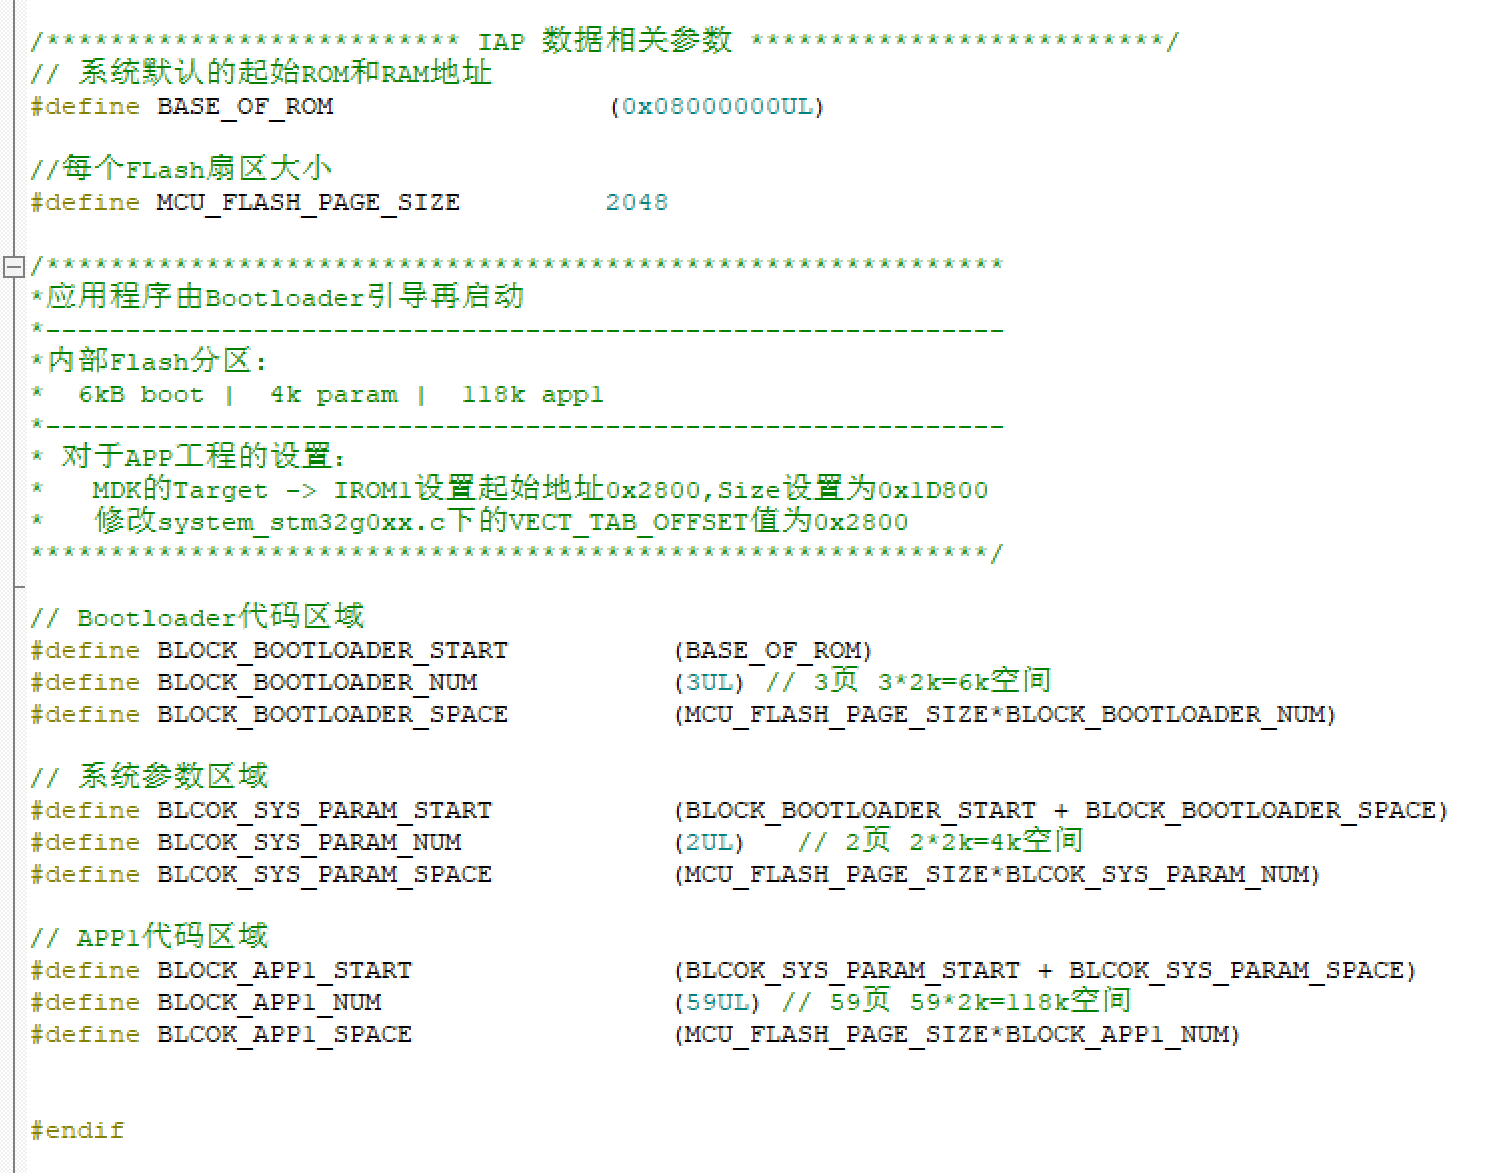 /************************** IAP 数据相关参数 **************************/
// 系统默认的起始ROM和RAM地址
#define BASE_OF_ROM                  (0x08000000UL)
//每个FLash扇区大小
#define MCU_FLASH_PAGE_SIZE         2048
/************************************************************
*应用程序由Bootloader引导再启动
*------------------------------------------------------------
*内部Flash分区：
*  6kB boot |  4k param |  118k app1
*------------------------------------------------------------
* 对于APP工程的设置：
*   MDK的Target -> IROM1设置起始地址0x2800,Size设置为0x1D800
*   修改system_stm32g0xx.c下的VECT_TAB_OFFSET值为0x2800
************************************************************/
// Bootloader代码区域
#define BLOCK_BOOTLOADER_START          (BASE_OF_ROM)
#define BLOCK_BOOTLOADER_NUM            (3UL) // 3页 3*2k=6k空间
#define BLOCK_BOOTLOADER_SPACE          (MCU_FLASH_PAGE_SIZE*BLOCK_BOOTLOADER_NUM)
// 系统参数区域
#define BLCOK_SYS_PARAM_START           (BLOCK_BOOTLOADER_START + BLOCK_BOOTLOADER_SPACE)
#define BLCOK_SYS_PARAM_NUM             (2UL)   // 2页 2*2k=4k空间
#define BLCOK_SYS_PARAM_SPACE           (MCU_FLASH_PAGE_SIZE*BLCOK_SYS_PARAM_NUM)
// APP1代码区域
#define BLOCK_APP1_START                (BLCOK_SYS_PARAM_START + BLCOK_SYS_PARAM_SPACE)
#define BLOCK_APP1_NUM                  (59UL) // 59页 59*2k=118k空间
#define BLCOK_APP1_SPACE                (MCU_FLASH_PAGE_SIZE*BLOCK_APP1_NUM)
#endif